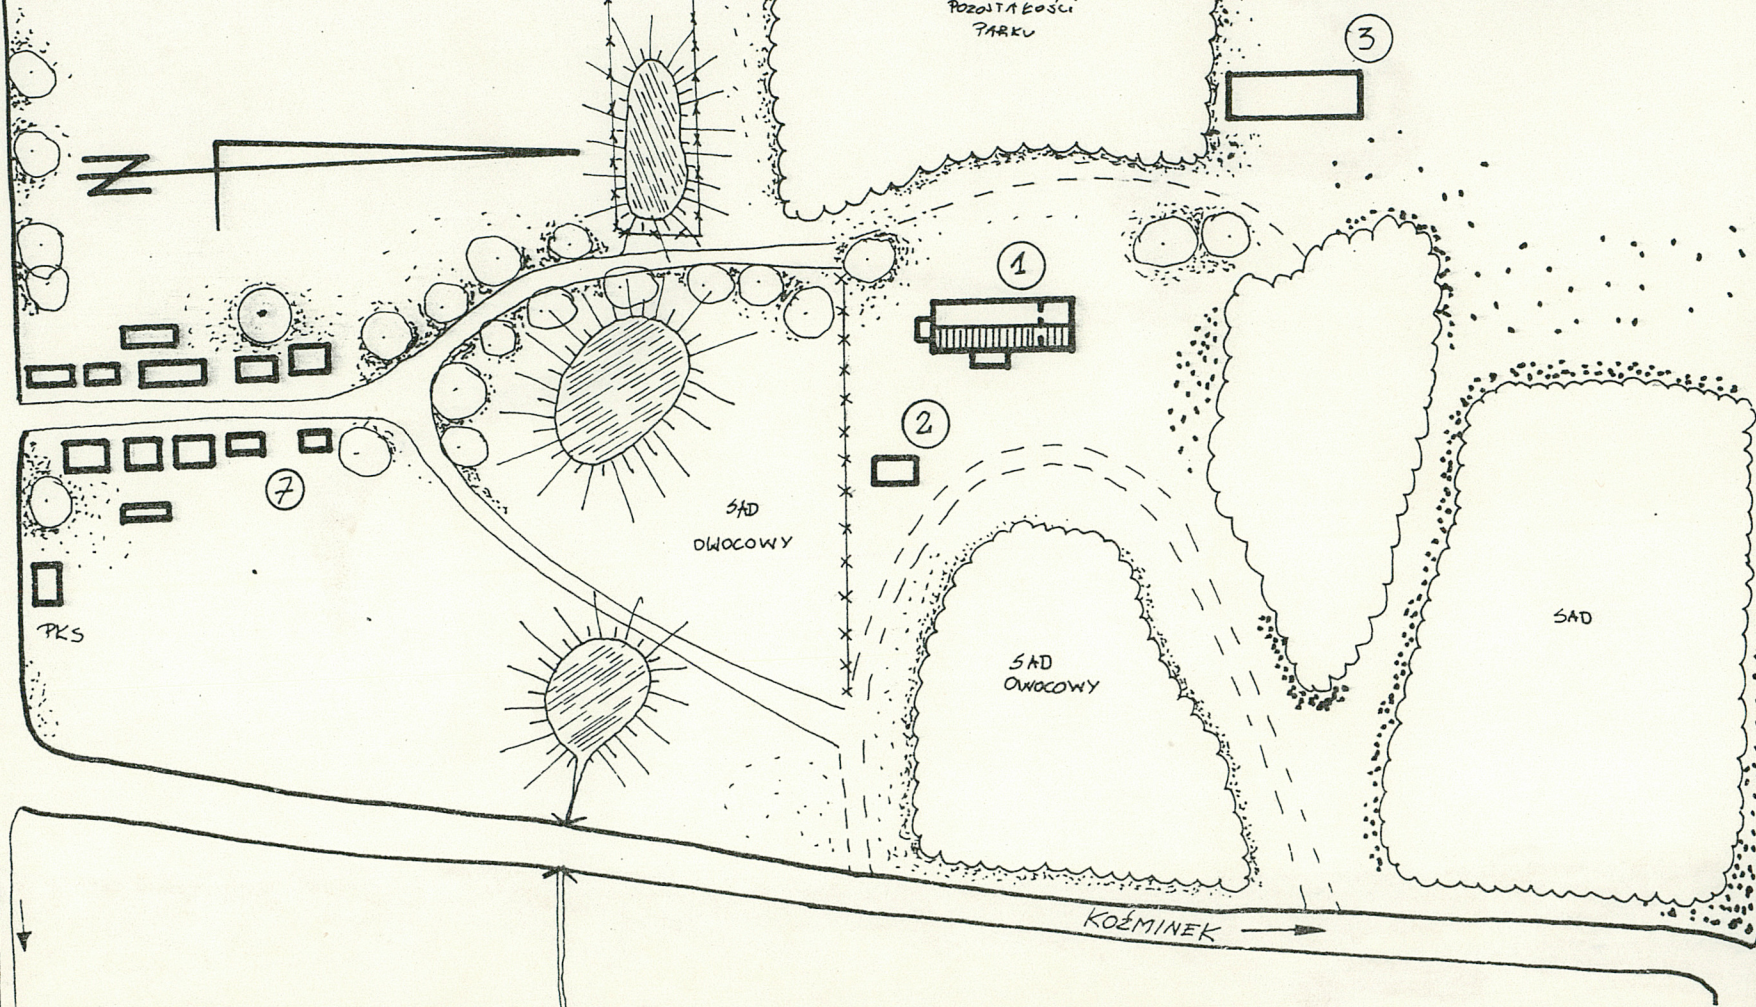 POZOSTAŁOŚCI
PARKU
3
N
1
2
7
SAD
OWOCOWY
PKS
SAD
SAD
OWOCOWY
KOŹMINEK